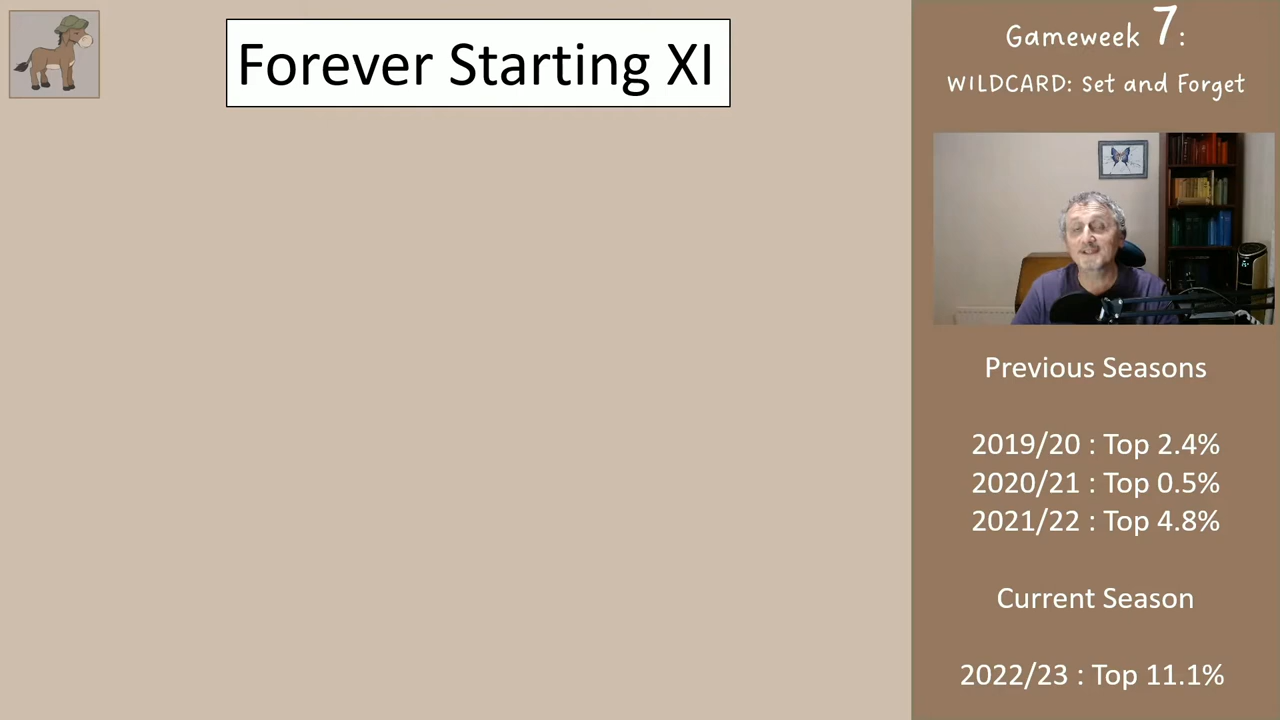 Forever Starting XI
Gameweek 7:
WILDCARD: Set and Forget
Previous Seasons
2019/20 : Top 2.4%
2020/21 : Top 0.5%
2021/22 : Top 4.8%
Current Season
2022/23 : Top 11.1%